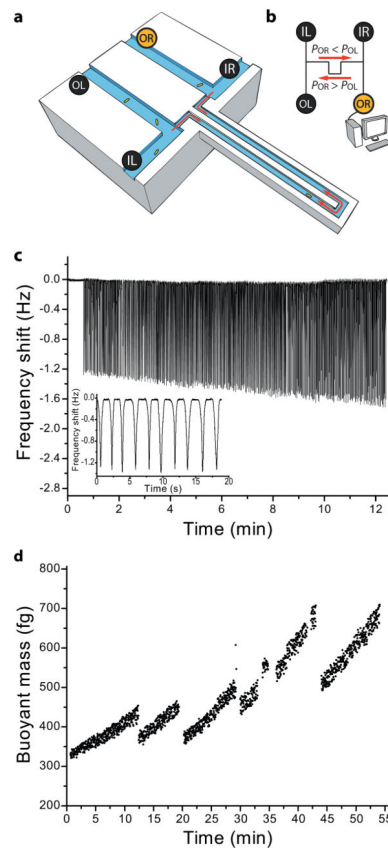 a
OR
OL
IR
IL
b
IL
IR
POR < POL
POR > POL
OL
OR
c
Frequency shift (Hz)
0.0
-0.4
-0.8
-1.2
-1.6
-2.0
-2.4
-2.8
0
2
4
6
8
10
12
Time (min)
Frequency shift (Hz)
0.0
-0.4
-0.8
-1.2
0
5
10
15
20
Time (s)
d
Buoyant mass (fg)
800
700
600
500
400
300
200
0
5
10
15
20
25
30
35
40
45
50
55
Time (min)